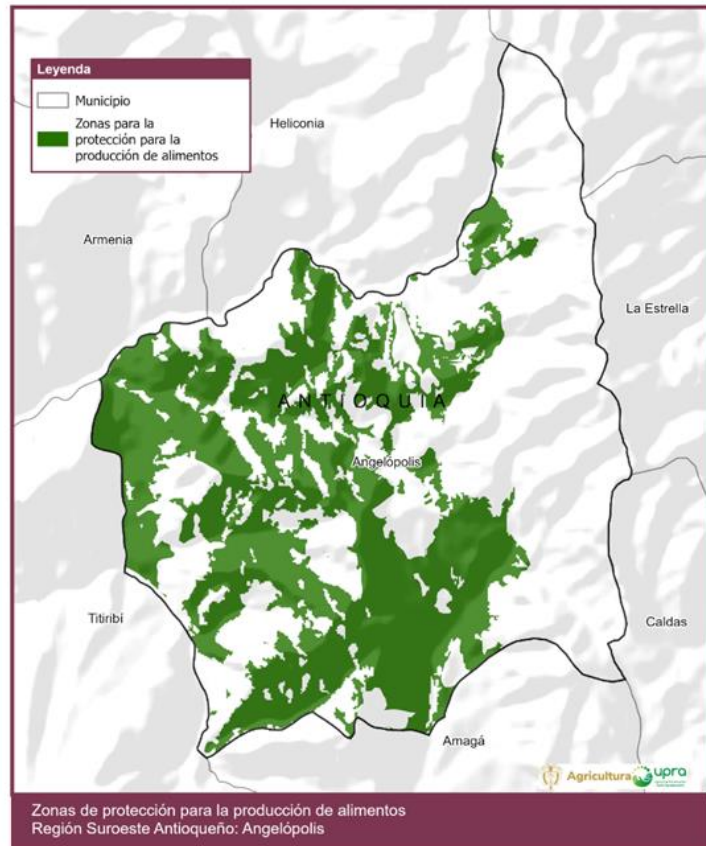 Leyenda
Municipio
Zonas para la
protección para la
producción de alimentos
Heliconia
Armenia
La Estrella
ANTIOQUIA
Angelópolis
Titiribí
Caldas
Amagá
Agricultura upra
Zonas de protección para la producción de alimentos
Región Suroeste Antioqueño: Angelópolis